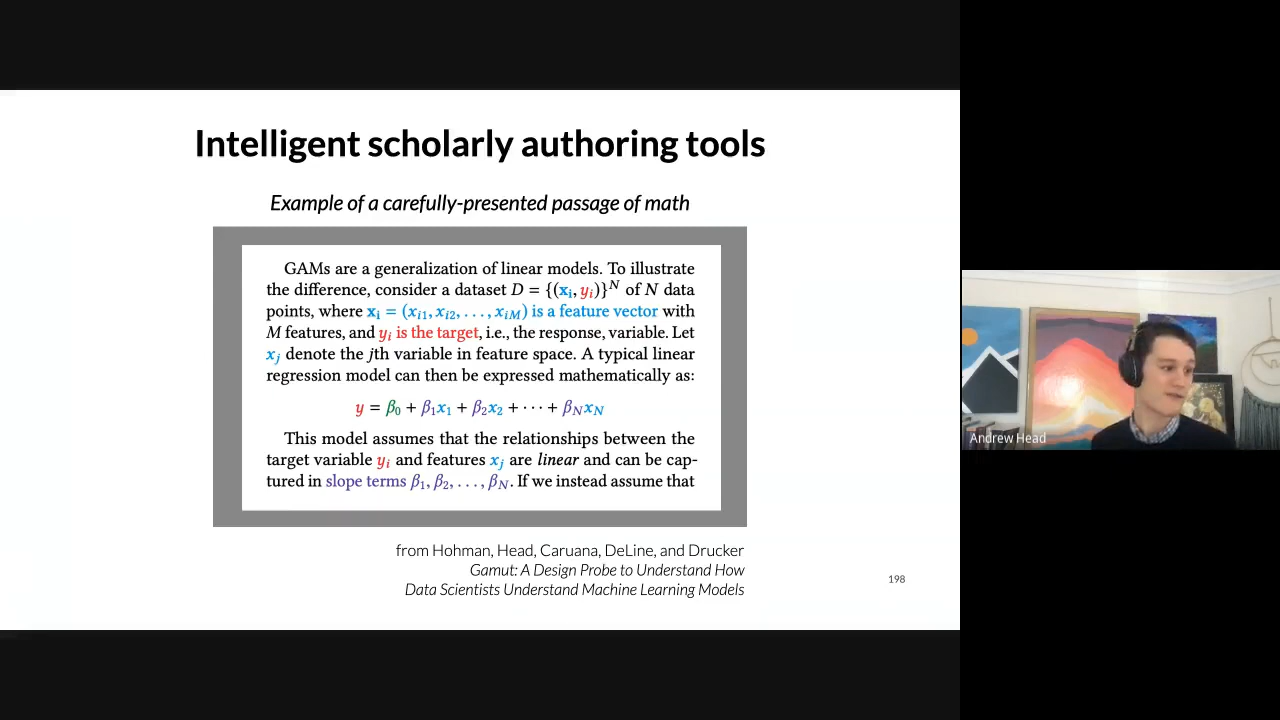 Intelligent scholarly authoring tools
Example of a carefully-presented passage of math
GAMs are a generalization of linear models. To illustrate
the difference, consider a dataset D = {(xᵢ, yᵢ)}ᴺ of N data
points, where xᵢ = (xᵢ₁, xᵢ₂, . . . , xᵢM) is a feature vector with
M features, and yᵢ is the target, i.e., the response, variable. Let
xⱼ denote the jth variable in feature space. A typical linear
regression model can then be expressed mathematically as:
y = β₀ + β₁x₁ + β₂x₂ + · · · + βNxN
This model assumes that the relationships between the
target variable yᵢ and features xⱼ are linear and can be cap-
tured in slope terms β₁, β₂, . . . , βN. If we instead assume that
from Hohman, Head, Caruana, DeLine, and Drucker
Gamut: A Design Probe to Understand How
Data Scientists Understand Machine Learning Models
198
Andrew Head